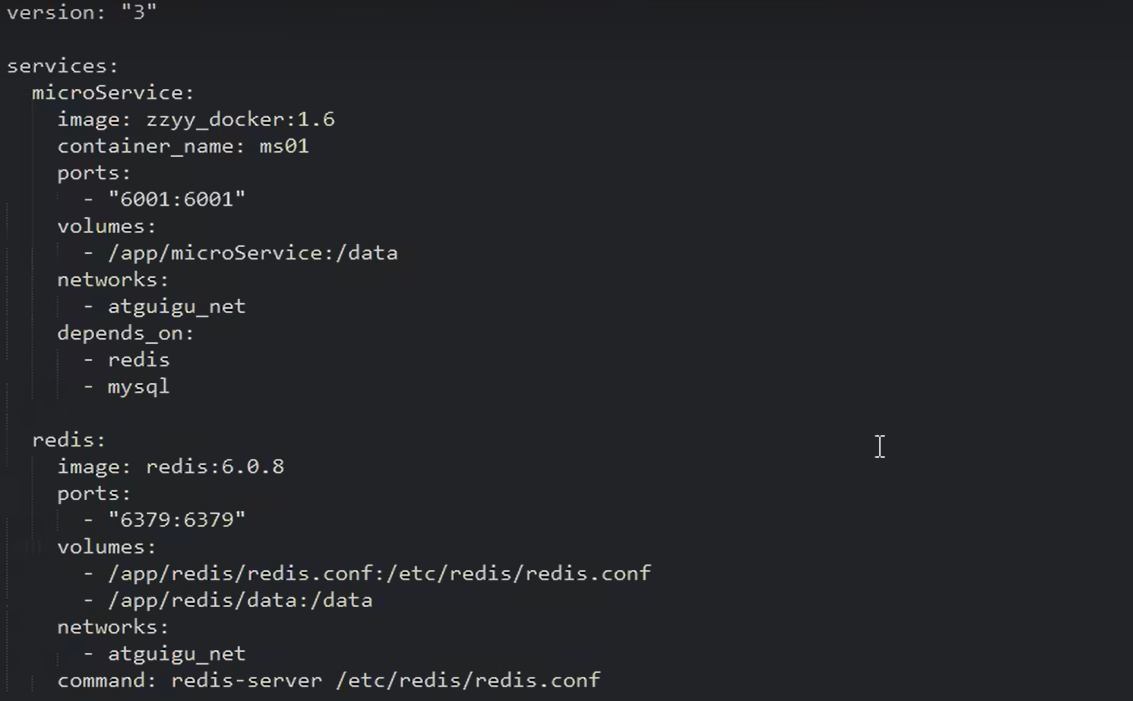 version: "3"

services:
  microService:
    image: zzyy_docker:1.6
    container_name: ms01
    ports:
      - "6001:6001"
    volumes:
      - /app/microService:/data
    networks:
      - atguigu_net
    depends_on:
      - redis
      - mysql

  redis:
    image: redis:6.0.8
    ports:
      - "6379:6379"
    volumes:
      - /app/redis/redis.conf:/etc/redis/redis.conf
      - /app/redis/data:/data
    networks:
      - atguigu_net
    command: redis-server /etc/redis/redis.conf